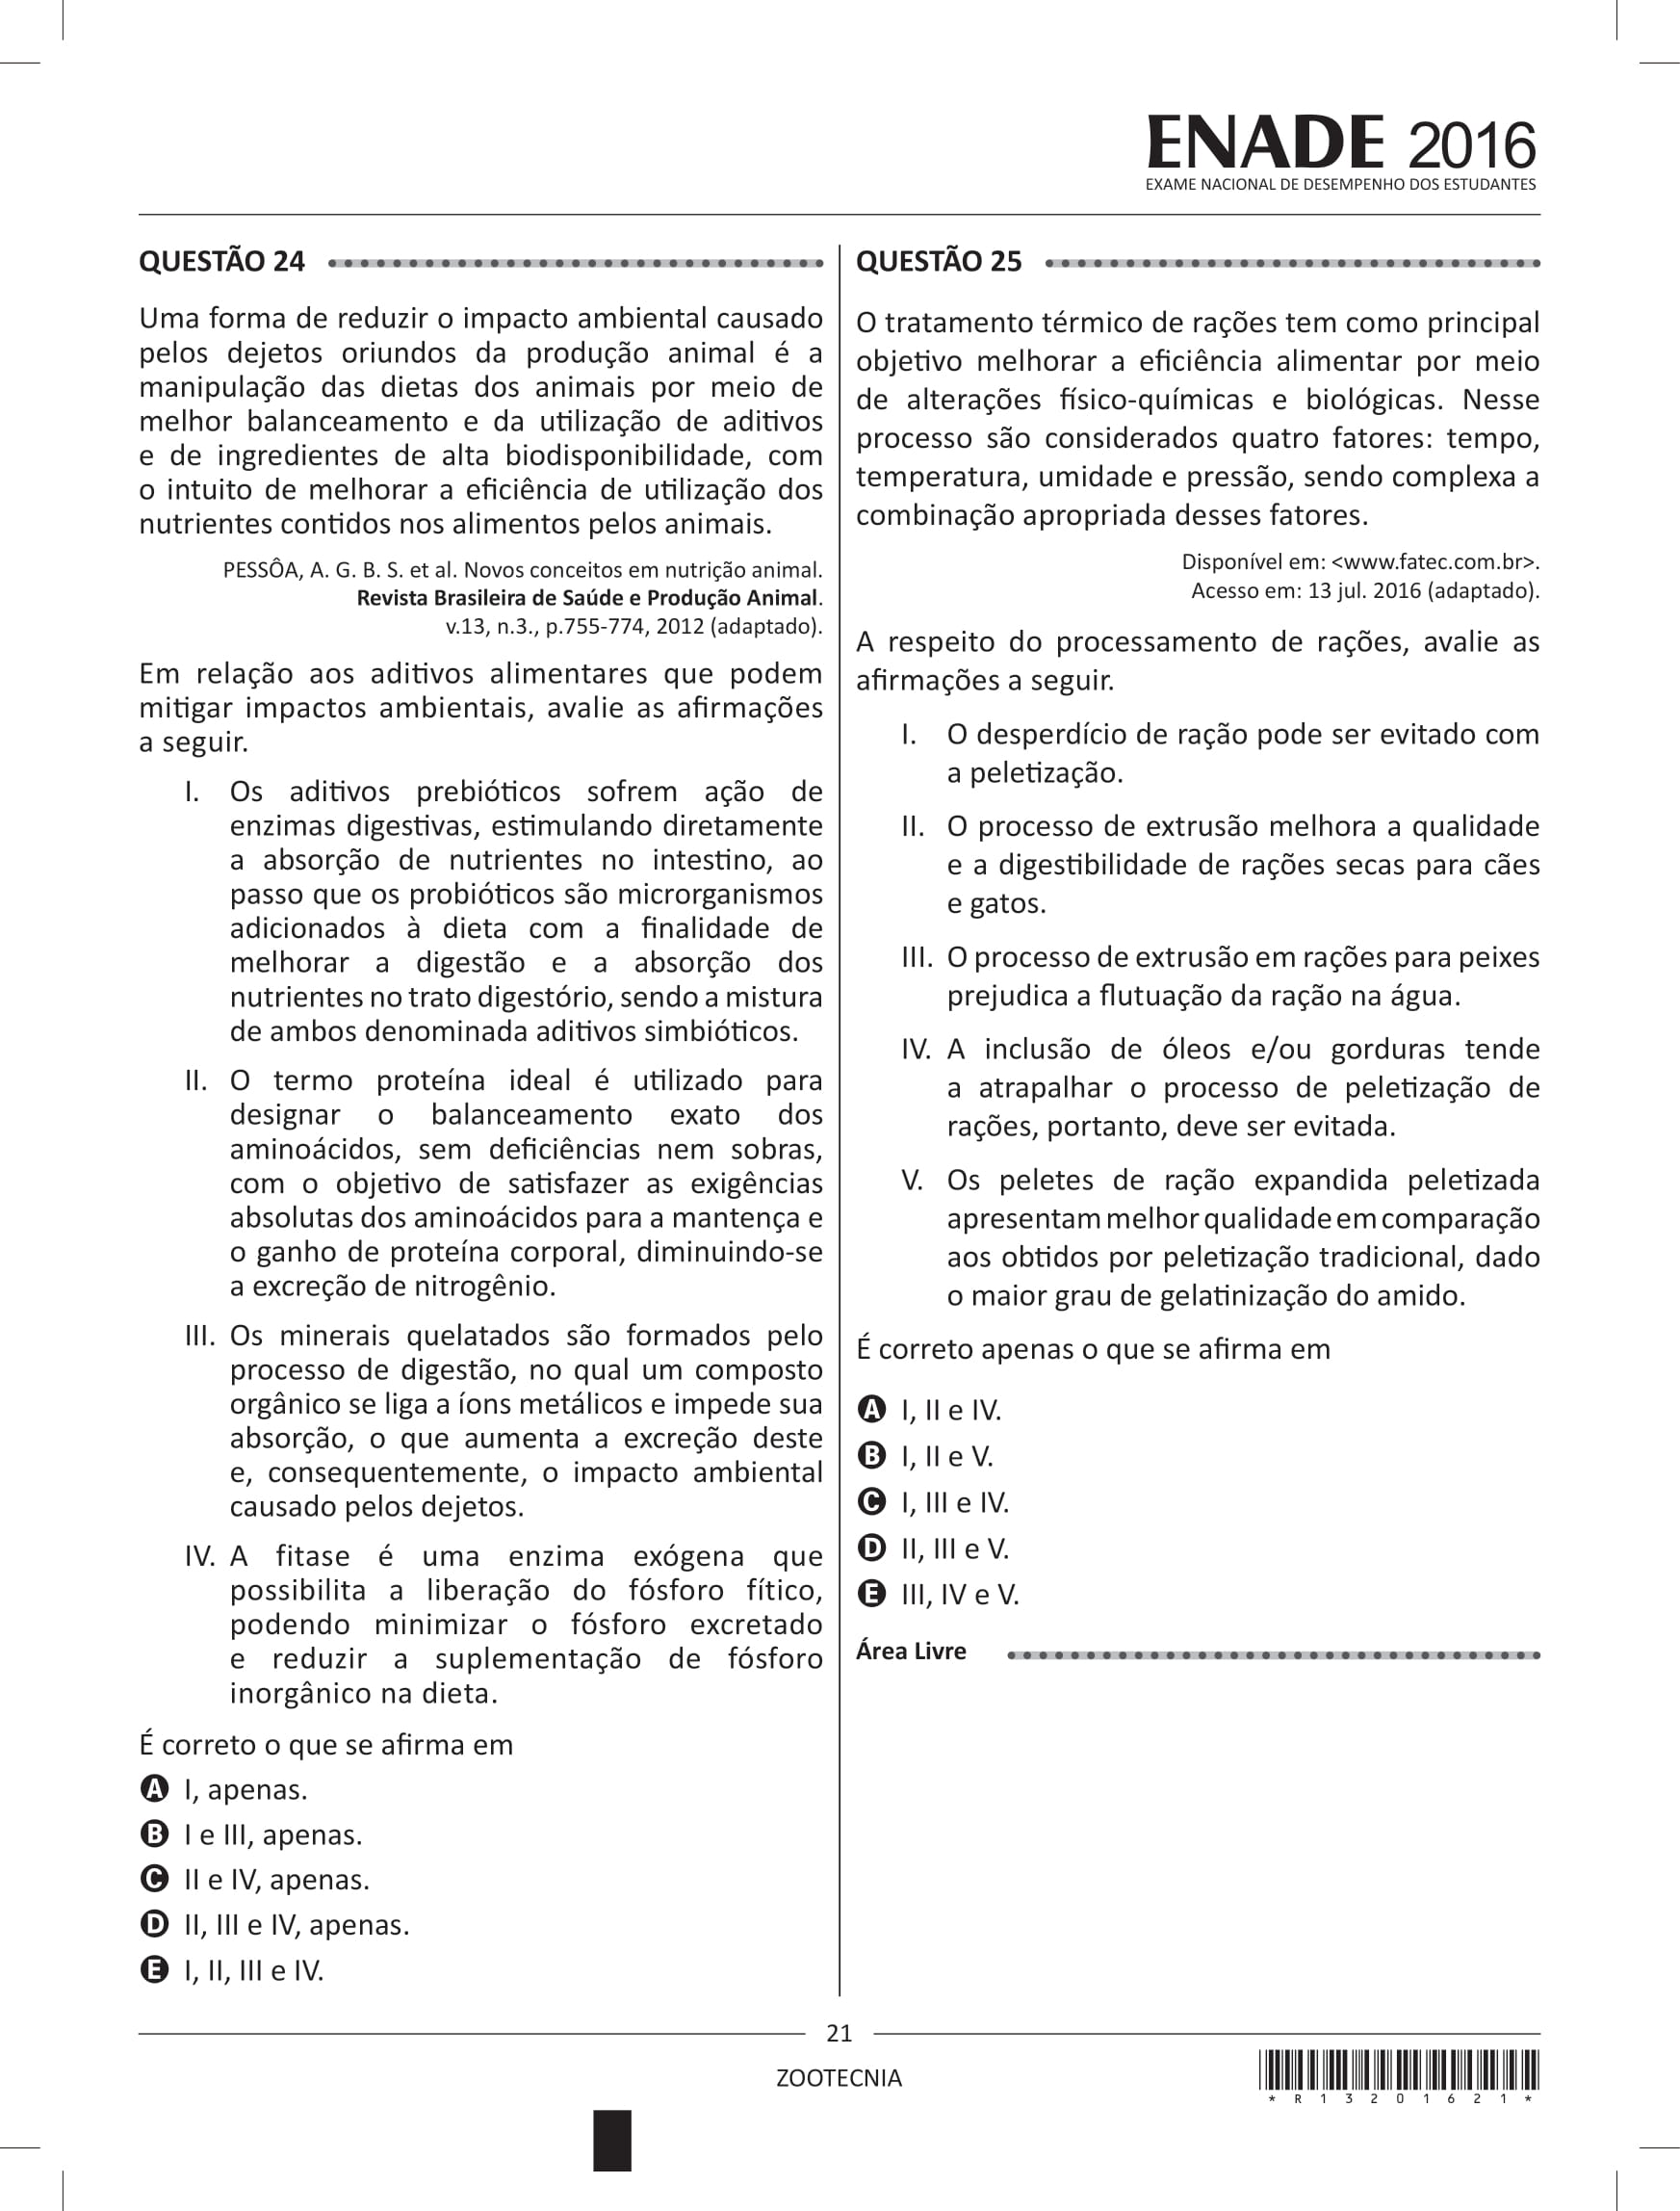 ENADE 2016
EXAME NACIONAL DE DESEMPENHO DOS ESTUDANTES
QUESTÃO 24
Uma forma de reduzir o impacto ambiental causado
pelos dejetos oriundos da produção animal é a
manipulação das dietas dos animais por meio de
melhor balanceamento e da utilização de aditivos
e de ingredientes de alta biodisponibilidade, com
o intuito de melhorar a eficiência de utilização dos
nutrientes contidos nos alimentos pelos animais.
PESSÔA, A. G. B. S. et al. Novos conceitos em nutrição animal.
Revista Brasileira de Saúde e Produção Animal.
v.13, n.3., p.755-774, 2012 (adaptado).
Em relação aos aditivos alimentares que podem
mitigar impactos ambientais, avalie as afirmações
a seguir.
I. Os aditivos prebióticos sofrem ação de
enzimas digestivas, estimulando diretamente
a absorção de nutrientes no intestino, ao
passo que os probióticos são microrganismos
adicionados à dieta com a finalidade de
melhorar a digestão e a absorção dos
nutrientes no trato digestório, sendo a mistura
de ambos denominada aditivos simbióticos.
II. O termo proteína ideal é utilizado para
designar o balanceamento exato dos
aminoácidos, sem deficiências nem sobras,
com o objetivo de satisfazer as exigências
absolutas dos aminoácidos para a mantença e
o ganho de proteína corporal, diminuindo-se
a excreção de nitrogênio.
III. Os minerais quelatados são formados pelo
processo de digestão, no qual um composto
orgânico se liga a íons metálicos e impede sua
absorção, o que aumenta a excreção deste
e, consequentemente, o impacto ambiental
causado pelos dejetos.
IV. A fitase é uma enzima exógena que
possibilita a liberação do fósforo fítico,
podendo minimizar o fósforo excretado
e reduzir a suplementação de fósforo
inorgânico na dieta.
É correto o que se afirma em
A I, apenas.
B I e III, apenas.
C II e IV, apenas.
D II, III e IV, apenas.
E I, II, III e IV.
QUESTÃO 25
O tratamento térmico de rações tem como principal
objetivo melhorar a eficiência alimentar por meio
de alterações físico-químicas e biológicas. Nesse
processo são considerados quatro fatores: tempo,
temperatura, umidade e pressão, sendo complexa a
combinação apropriada desses fatores.
Disponível em: <www.fatec.com.br>.
Acesso em: 13 jul. 2016 (adaptado).
A respeito do processamento de rações, avalie as
afirmações a seguir.
I. O desperdício de ração pode ser evitado com
a peletização.
II. O processo de extrusão melhora a qualidade
e a digestibilidade de rações secas para cães
e gatos.
III. O processo de extrusão em rações para peixes
prejudica a flutuação da ração na água.
IV. A inclusão de óleos e/ou gorduras tende
a atrapalhar o processo de peletização de
rações, portanto, deve ser evitada.
V. Os peletes de ração expandida peletizada
apresentam melhor qualidade em comparação
aos obtidos por peletização tradicional, dado
o maior grau de gelatinização do amido.
É correto apenas o que se afirma em
A I, II e IV.
B I, II e V.
C I, III e IV.
D II, III e V.
E III, IV e V.
Área Livre
21
ZOOTECNIA
* R 1 3 2 0 1 6 2 1 *